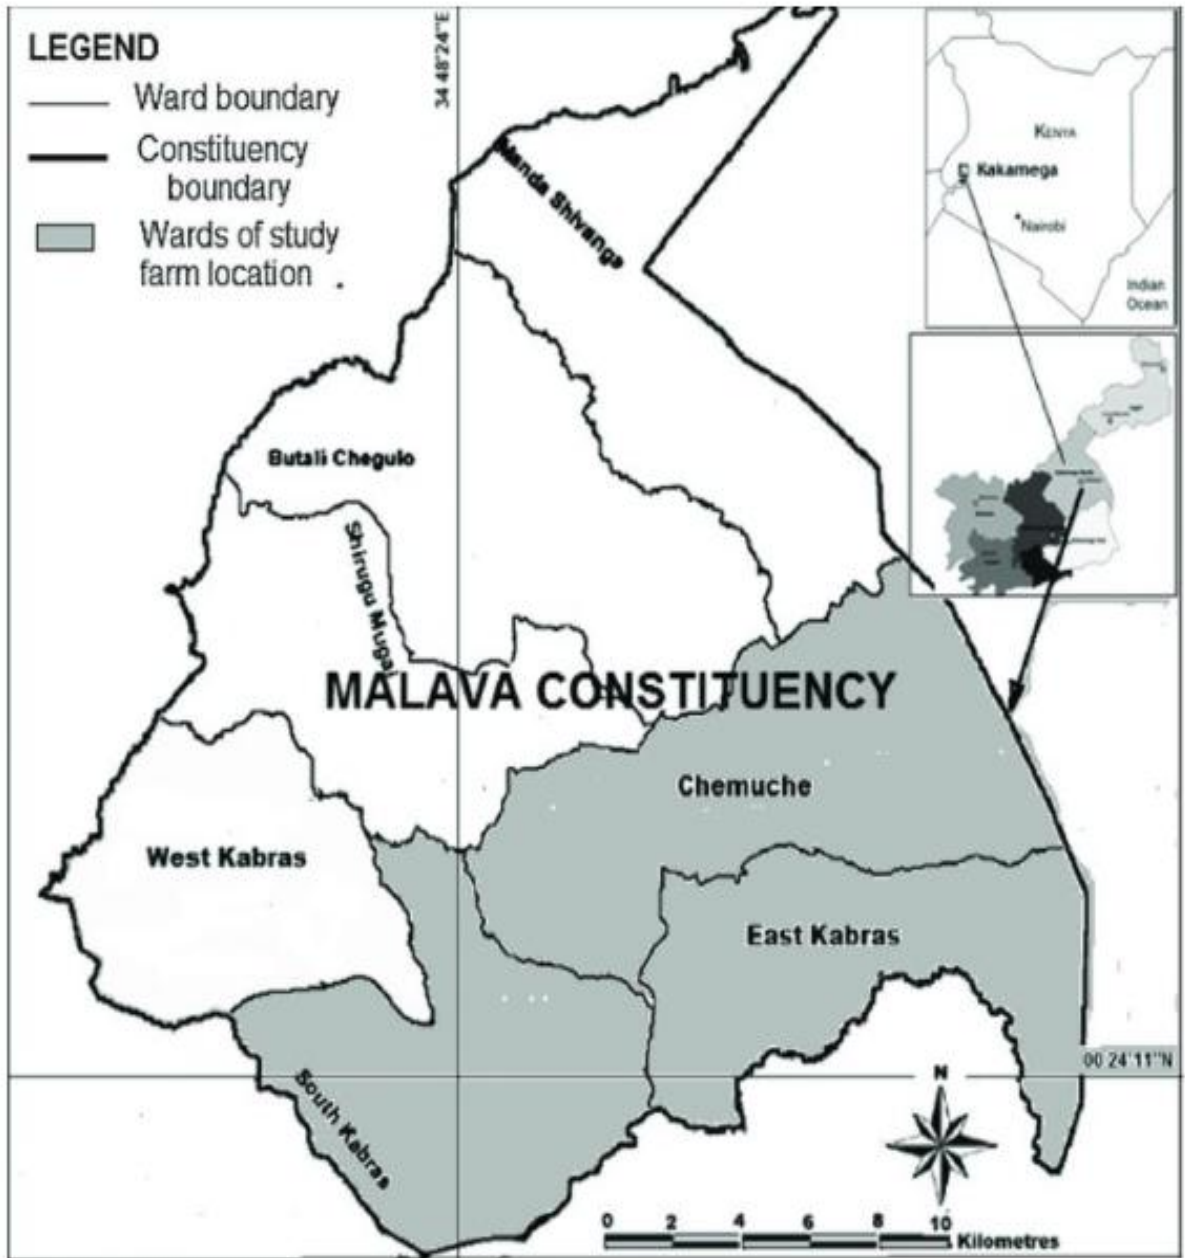 LEGEND
Ward boundary
Constituency
boundary
Wards of study
farm location
34 48'24"E
Manda Shivanga
KENYA
Kakamega
Nairobi
Indian
Ocean
Butali Chegulo
Shirugu Mugai
MALAVA CONSTITUENCY
Chemuche
West Kabras
East Kabras
South Kabras
00 24'11"N
N
0 2 4 6 8 10
Kilometres